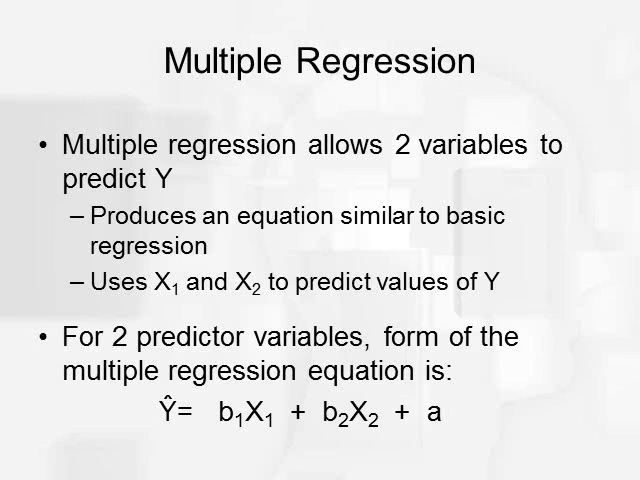 Multiple Regression
• Multiple regression allows 2 variables to
predict Y
– Produces an equation similar to basic
regression
– Uses X₁ and X₂ to predict values of Y
• For 2 predictor variables, form of the
multiple regression equation is:
Ŷ= b₁X₁ + b₂X₂ + a